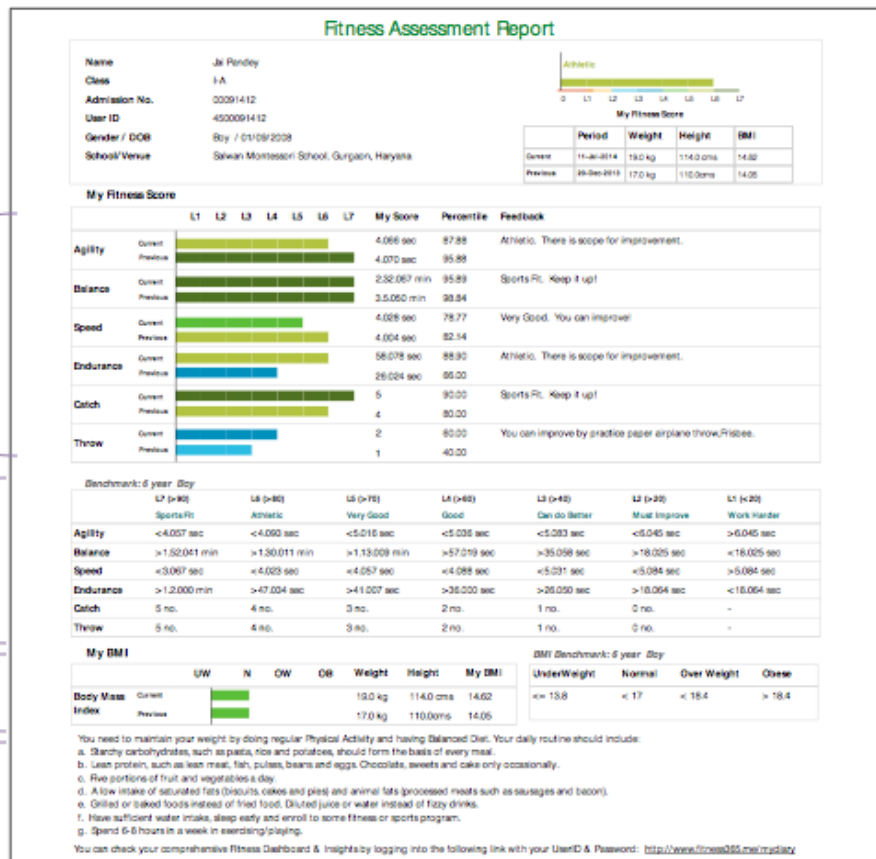 Fitness Assessment Report
Name Jai Pandey
Class I-A
Admission No. 00091412
User ID 4500091412
Gender / DOB Boy / 01/09/2008
School/Venue Salwan Montessori School, Gurgaon, Haryana
Athletic
0 L1 L2 L3 L4 L5 L6 L7
My Fitness Score
Period Weight Height BMI
Current 11-Jul-2014 19.0 kg 114.0 cms 14.62
Previous 28-Dec-2013 17.0 kg 110.0cms 14.05
My Fitness Score
L1 L2 L3 L4 L5 L6 L7 My Score Percentile Feedback
Agility Current 4.066 sec 87.88 Athletic. There is scope for improvement.
Previous 4.070 sec 95.88
Balance Current 2.32.067 min 95.89 Sports Fit. Keep it up!
Previous 3.5.050 min 98.84
Speed Current 4.028 sec 78.77 Very Good. You can improve!
Previous 4.004 sec 82.14
Endurance Current 58.078 sec 88.90 Athletic. There is scope for improvement.
Previous 26.024 sec 66.00
Catch Current 5 90.00 Sports Fit. Keep it up!
Previous 4 80.00
Throw Current 2 60.00 You can improve by practice paper airplane throw,Frisbee.
Previous 1 40.00
Benchmark: 6 year Boy
L7 (>90) L6 (>80) L5 (>70) L4 (>60) L3 (>40) L2 (>20) L1 (<20)
SportsFit Athletic Very Good Good Can do Better Must Improve Work Harder
Agility <4.057 sec <4.093 sec <5.016 sec <5.036 sec <5.083 sec <6.045 sec >6.045 sec
Balance >1.52.041 min >1.30.011 min >1.13.009 min >57.019 sec >35.058 sec >18.025 sec <18.025 sec
Speed <3.067 sec <4.023 sec <4.057 sec <4.088 sec <5.031 sec <5.084 sec >5.084 sec
Endurance >1.2.000 min >47.034 sec >41.007 sec >36.000 sec >26.050 sec >18.064 sec <18.064 sec
Catch 5 no. 4 no. 3 no. 2 no. 1 no. 0 no. -
Throw 5 no. 4 no. 3 no. 2 no. 1 no. 0 no. -
My BMI
UW N OW OB Weight Height My BMI
Body Mass Index Current 19.0 kg 114.0 cms 14.62
Previous 17.0 kg 110.0cms 14.05
BMI Benchmark: 6 year Boy
UnderWeight Normal Over Weight Obese
<= 13.8 < 17 < 18.4 > 18.4
You need to maintain your weight by doing regular Physical Activity and having Balanced Diet. Your daily routine should include:
a. Starchy carbohydrates, such as pasta, rice and potatoes, should form the basis of every meal.
b. Lean protein, such as lean meat, fish, pulses, beans and eggs. Chocolate, sweets and cake only occasionally.
c. Five portions of fruit and vegetables a day.
d. A low intake of saturated fats (biscuits, cakes and pies) and animal fats (processed meats such as sausages and bacon).
e. Grilled or baked foods instead of fried food. Diluted juice or water instead of fizzy drinks.
f. Have sufficient water intake, sleep early and enroll to some fitness or sports program.
g. Spend 6-8 hours in a week in exercising/playing.
You can check your comprehensive Fitness Dashboard & Insights by logging into the following link with your UserID & Password: http://www.fitness365.me/mydiary